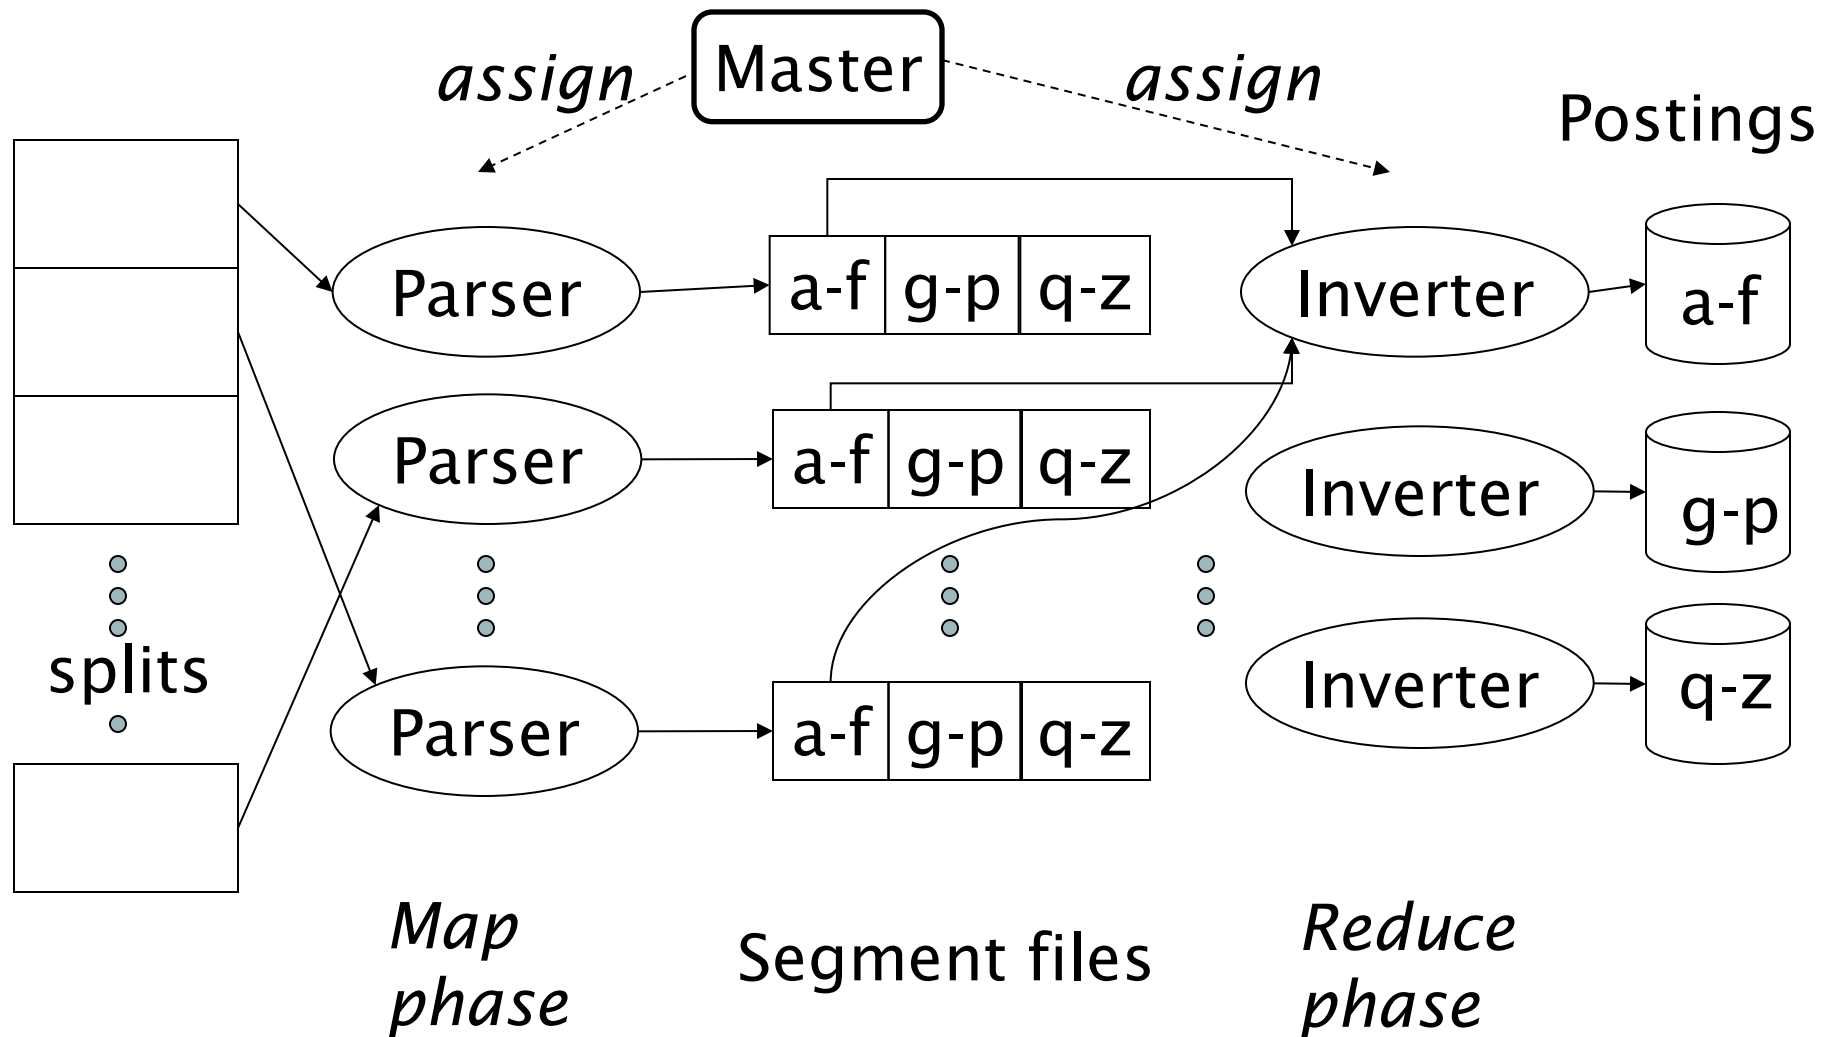 Master
assign
assign
Postings
Parser
a-f g-p q-z
Inverter
a-f
Parser
a-f g-p q-z
Inverter
g-p
splits
Parser
a-f g-p q-z
Inverter
q-z
Map
phase
Segment files
Reduce
phase